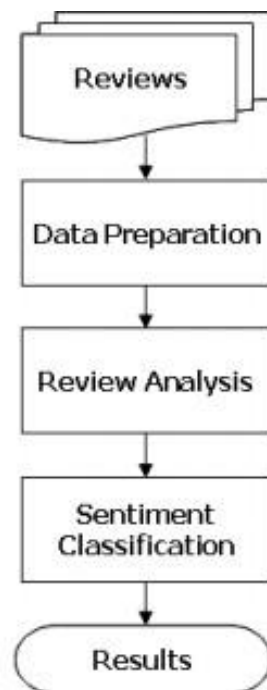 Reviews
Data Preparation
Review Analysis
Sentiment
Classification
Results